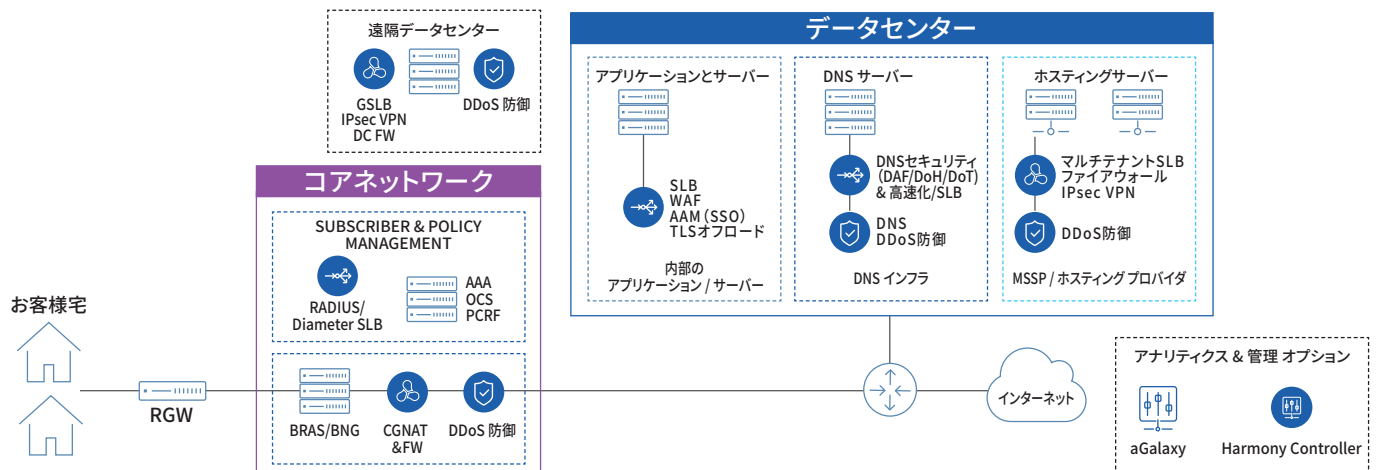 遠隔データセンター
GSLB
IPsec VPN
DC FW
DDoS 防御
データセンター
アプリケーションとサーバー
SLB
WAF
AAM（SSO）
TLSオフロード
内部の
アプリケーション / サーバー
DNS サーバー
DNSセキュリティ
(DAF/DoH/DoT)
& 高速化/SLB
DNS
DDoS防御
DNS インフラ
ホスティングサーバー
マルチテナントSLB
ファイアウォール
IPsec VPN
DDoS防御
MSSP / ホスティング プロバイダ
コアネットワーク
SUBSCRIBER & POLICY
MANAGEMENT
RADIUS/
Diameter SLB
AAA
OCS
PCRF
お客様宅
RGW
BRAS/BNG
CGNAT
&FW
DDoS 防御
インターネット
アナリティクス & 管理 オプション
aGalaxy
Harmony Controller